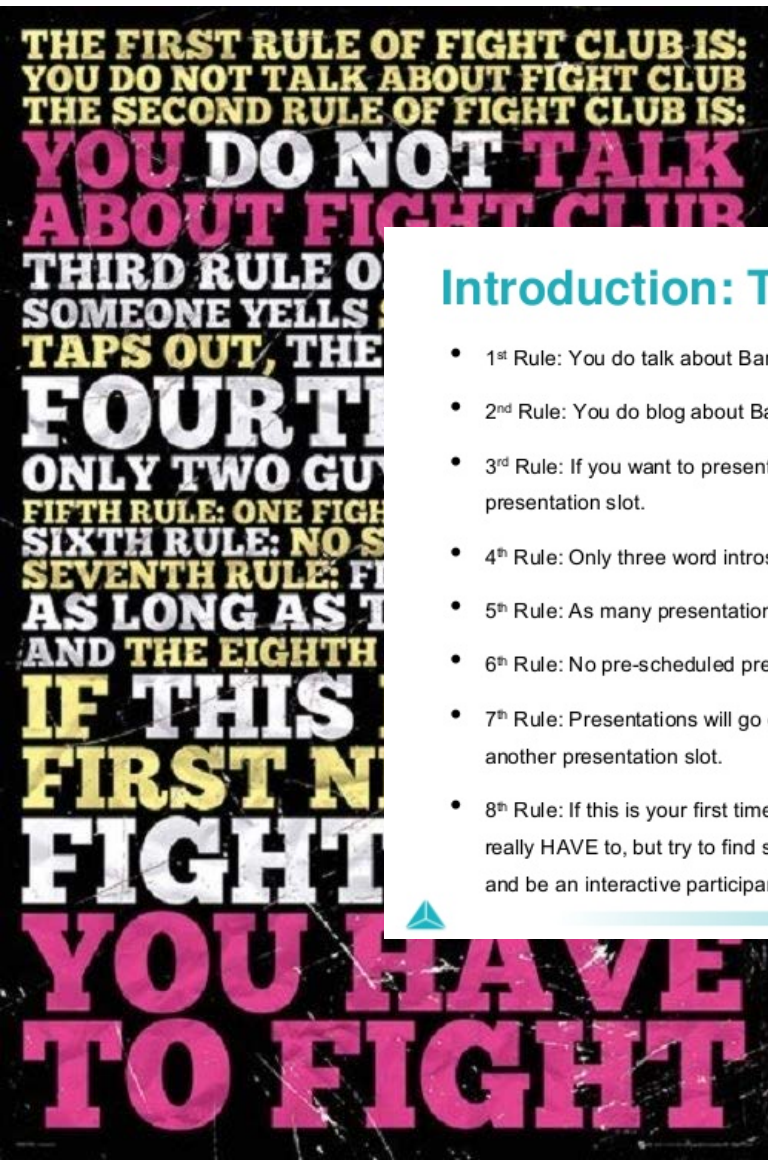 THE FIRST RULE OF FIGHT CLUB IS:
YOU DO NOT TALK ABOUT FIGHT CLUB
THE SECOND RULE OF FIGHT CLUB IS:
YOU DO NOT TALK
ABOUT FIGHT CLUB
THIRD RULE
SOMEONE YELLS
TAPS OUT, THE
FOURT
ONLY TWO GU
FIFTH RULE: ONE FIGH
SIXTH RULE: NO S
SEVENTH RULE: FI
AS LONG AS T
AND THE EIGHTH
IF THIS
FIRST NI
FIGHT
YOU HAVE
TO FIGHT
Introduction: T
1st Rule: You do talk about Bar
2nd Rule: You do blog about Ba
3rd Rule: If you want to present
presentation slot.
4th Rule: Only three word intros
5th Rule: As many presentation
6th Rule: No pre-scheduled pre
7th Rule: Presentations will go
another presentation slot.
8th Rule: If this is your first time
really HAVE to, but try to find s
and be an interactive participa